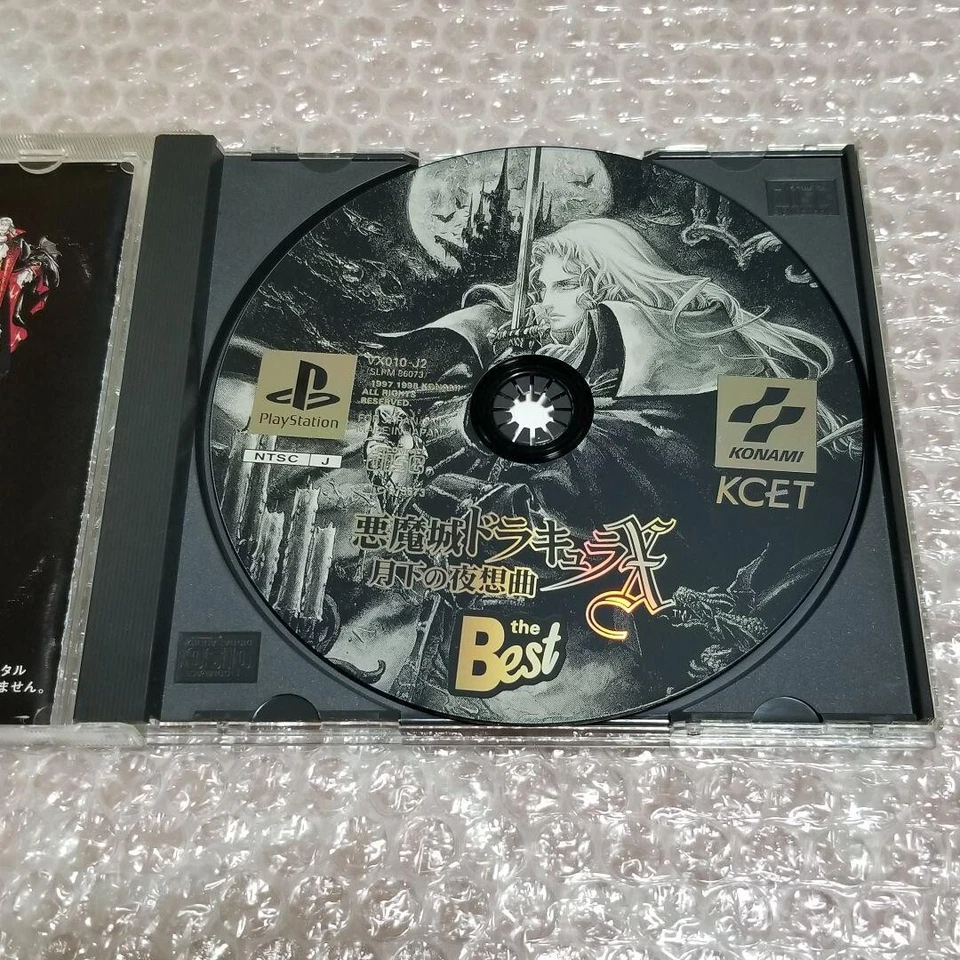 タル
ません。
PlayStation
NTSC J
VX010-J2
(SLPM 86073)
1997 1998 KONAMI
ALL RIGHTS
RESERVED.
KONAMI
KCET
悪魔城ドラキュラX
月下の夜想曲
TM
the
Best